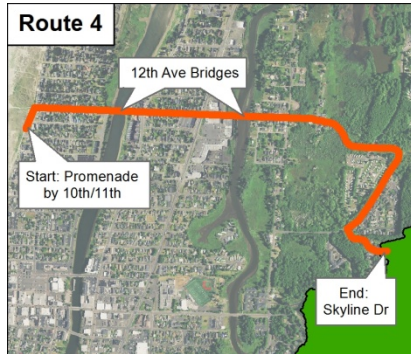 Route 4
12th Ave Bridges
Start: Promenade
by 10th/11th
End:
Skyline Dr